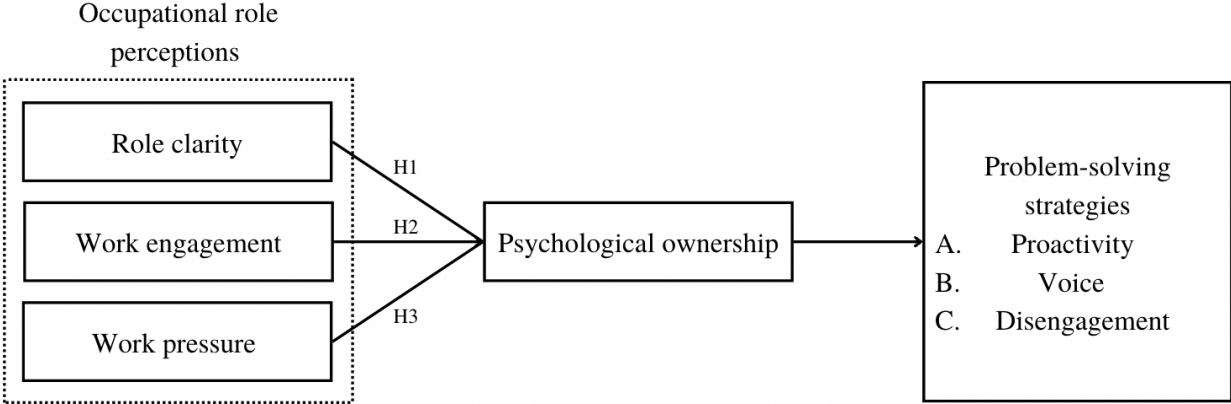 Occupational role
perceptions
Role clarity
Work engagement
Work pressure
H1
H2
H3
Psychological ownership
Problem-solving
strategies
A. Proactivity
B. Voice
C. Disengagement